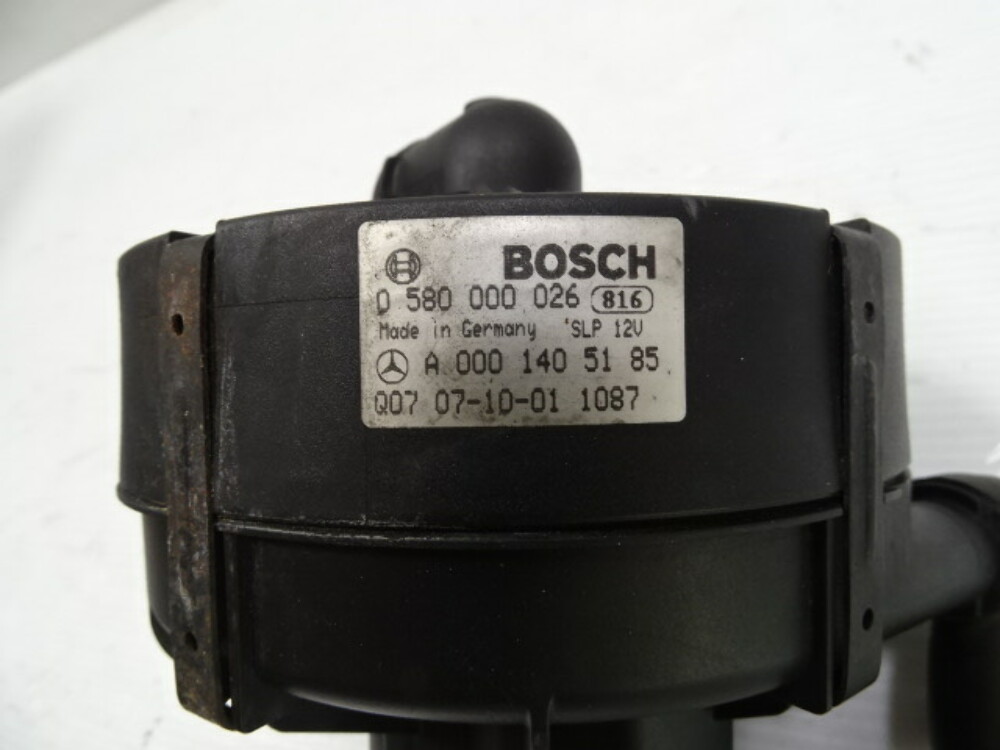 BOSCH
0 580 000 026 816
Made in Germany 'SLP 12V
A 000 140 51 85
Q07 07-10-01 1087